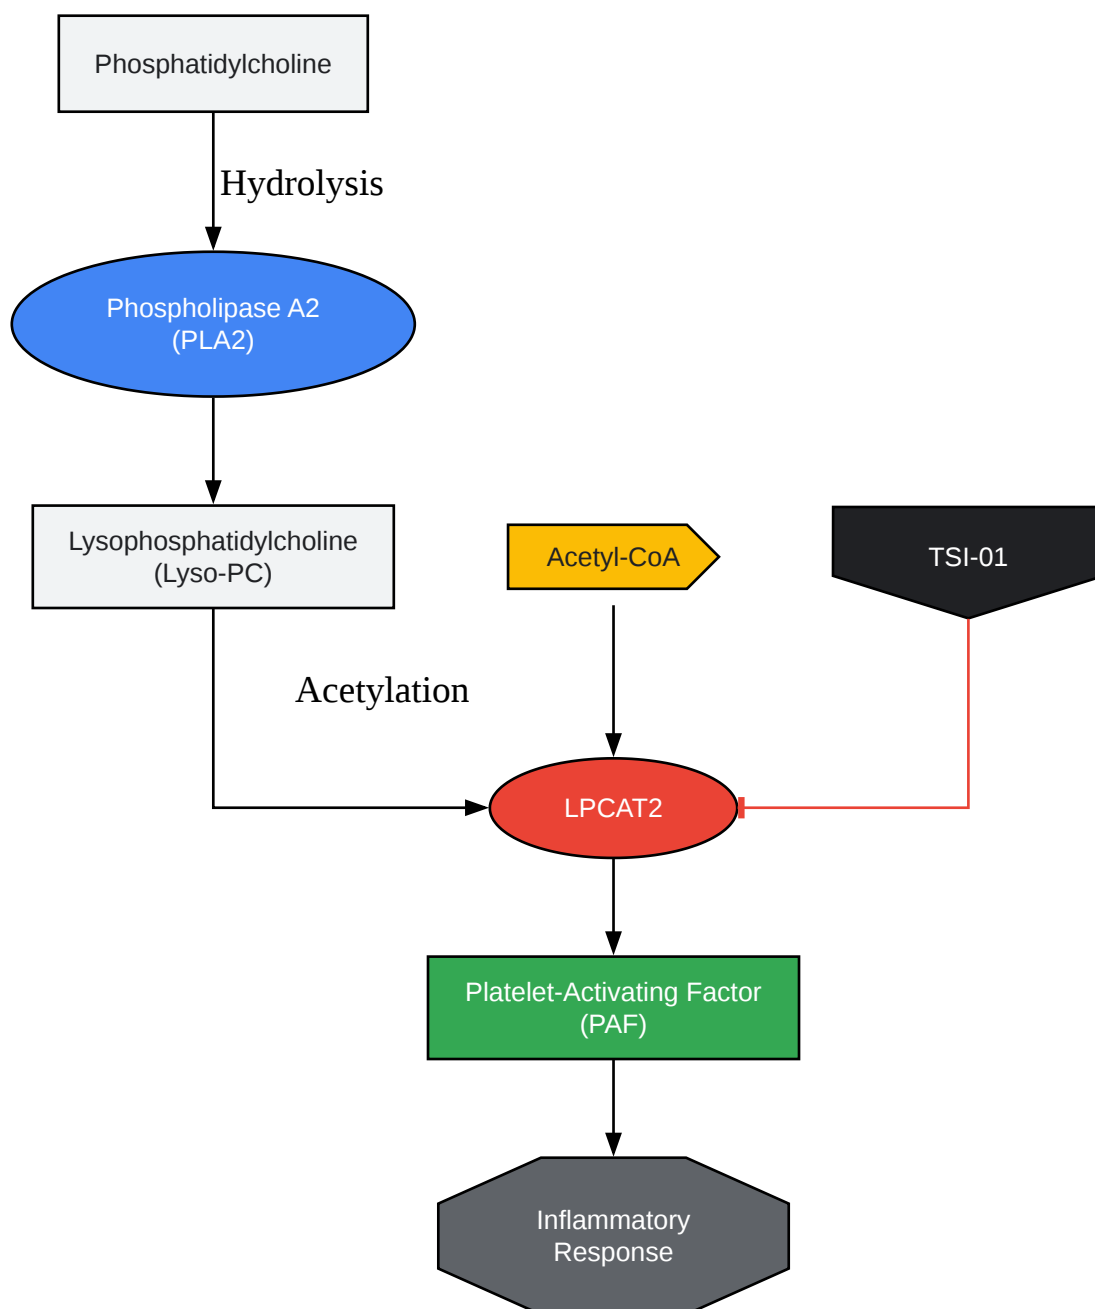 Phosphatidylcholine
Hydrolysis
Phospholipase A2
(PLA2)
Lysophosphatidylcholine
(Lyso-PC)
Acetyl-CoA
TSI-01
Acetylation
LPCAT2
Platelet-Activating Factor
(PAF)
Inflammatory
Response